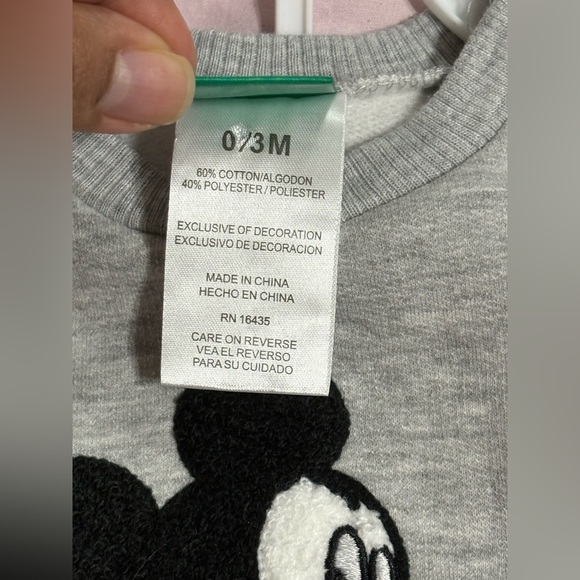 0/3M
60% COTTON/ALGODON
40% POLYESTER / POLIESTER
EXCLUSIVE OF DECORATION
EXCLUSIVO DE DECORACION
MADE IN CHINA
HECHO EN CHINA
RN 16435
CARE ON REVERSE
VEA EL REVERSO
PARA SU CUIDADO